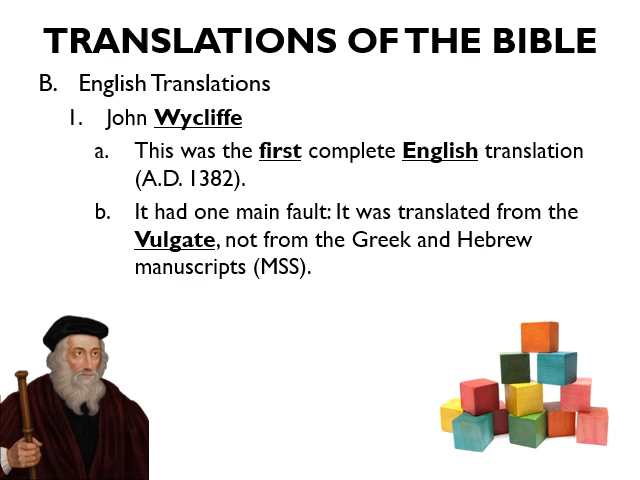 TRANSLATIONS OF THE BIBLE
B. English Translations
1. John Wycliffe
a. This was the first complete English translation
(A.D. 1382).
b. It had one main fault: It was translated from the
Vulgate, not from the Greek and Hebrew
manuscripts (MSS).